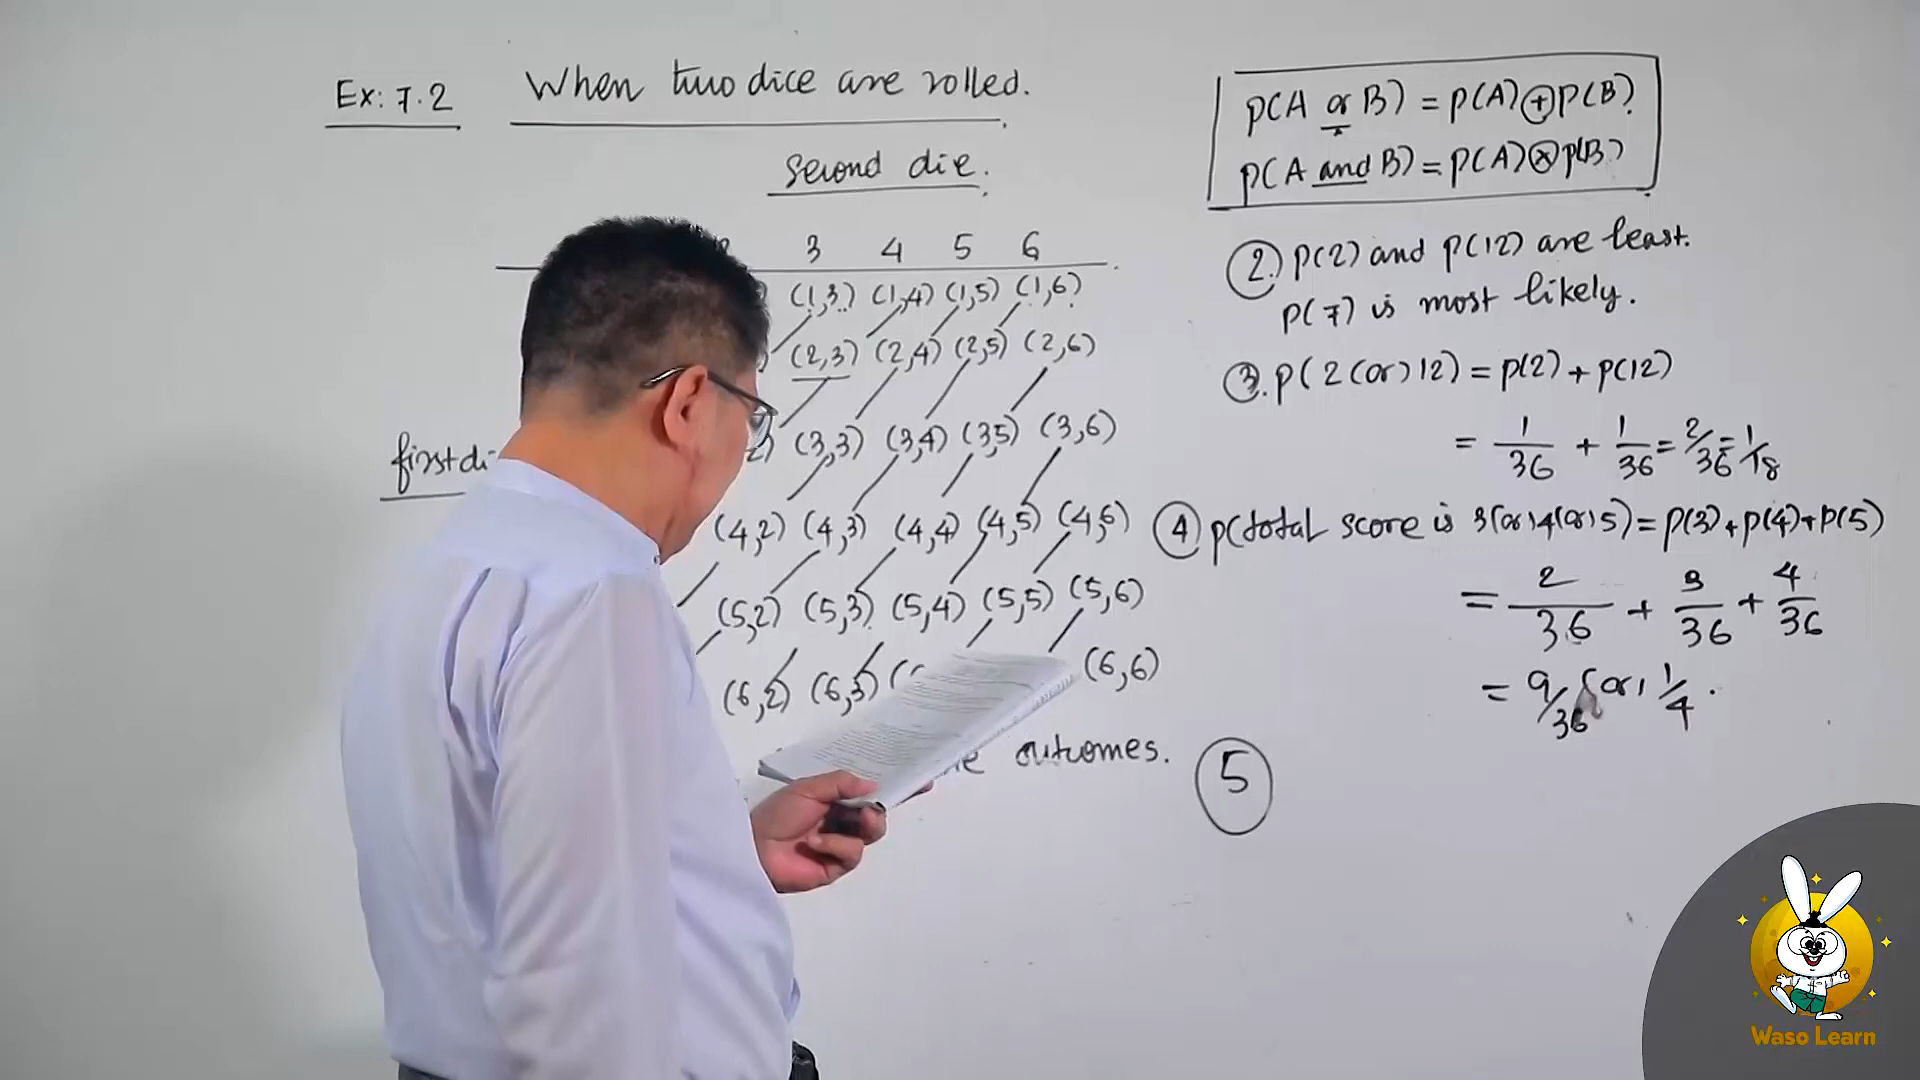 Ex: 7.2 When two dice are rolled.
second die.
3 4 5 6
(1,3) (1,4) (1,5) (1,6)
(2,3) (2,4) (2,5) (2,6)
(3,3) (3,4) (35) (3,6)
(4,2) (4,3) (4,4) (4,5) (4,6)
(5,2) (5,3) (5,4) (5,5) (5,6)
(6,2) (6,3) (6,6)
outcomes.
P(A or B) = P(A) ⊕ P(B)
P(A and B) = P(A) ⊗ P(B)
② P(2) and P(12) are least.
P(7) is most likely.
③. P(2(or)12) = P(2) + P(12)
= 1/36 + 1/36 = 2/36 = 1/18
④ P(total score is 3(or)4(or)5) = P(3) + P(4) + P(5)
= 2/36 + 3/36 + 4/36
= 9/36 (or) 1/4.
⑤
Waso Learn